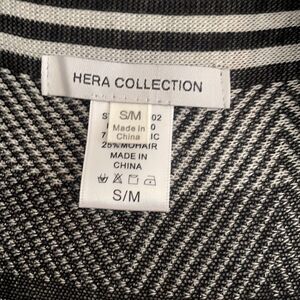 HERA COLLECTION
S/M
Made in
China
25% MOHAIR
MADE IN
CHINA
S/M